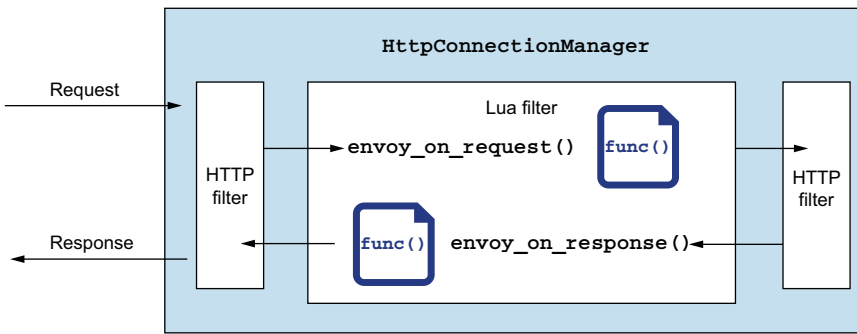 HttpConnectionManager
Request
Lua filter
envoy_on_request()
func()
HTTP
filter
HTTP
filter
Response
func()
envoy_on_response()